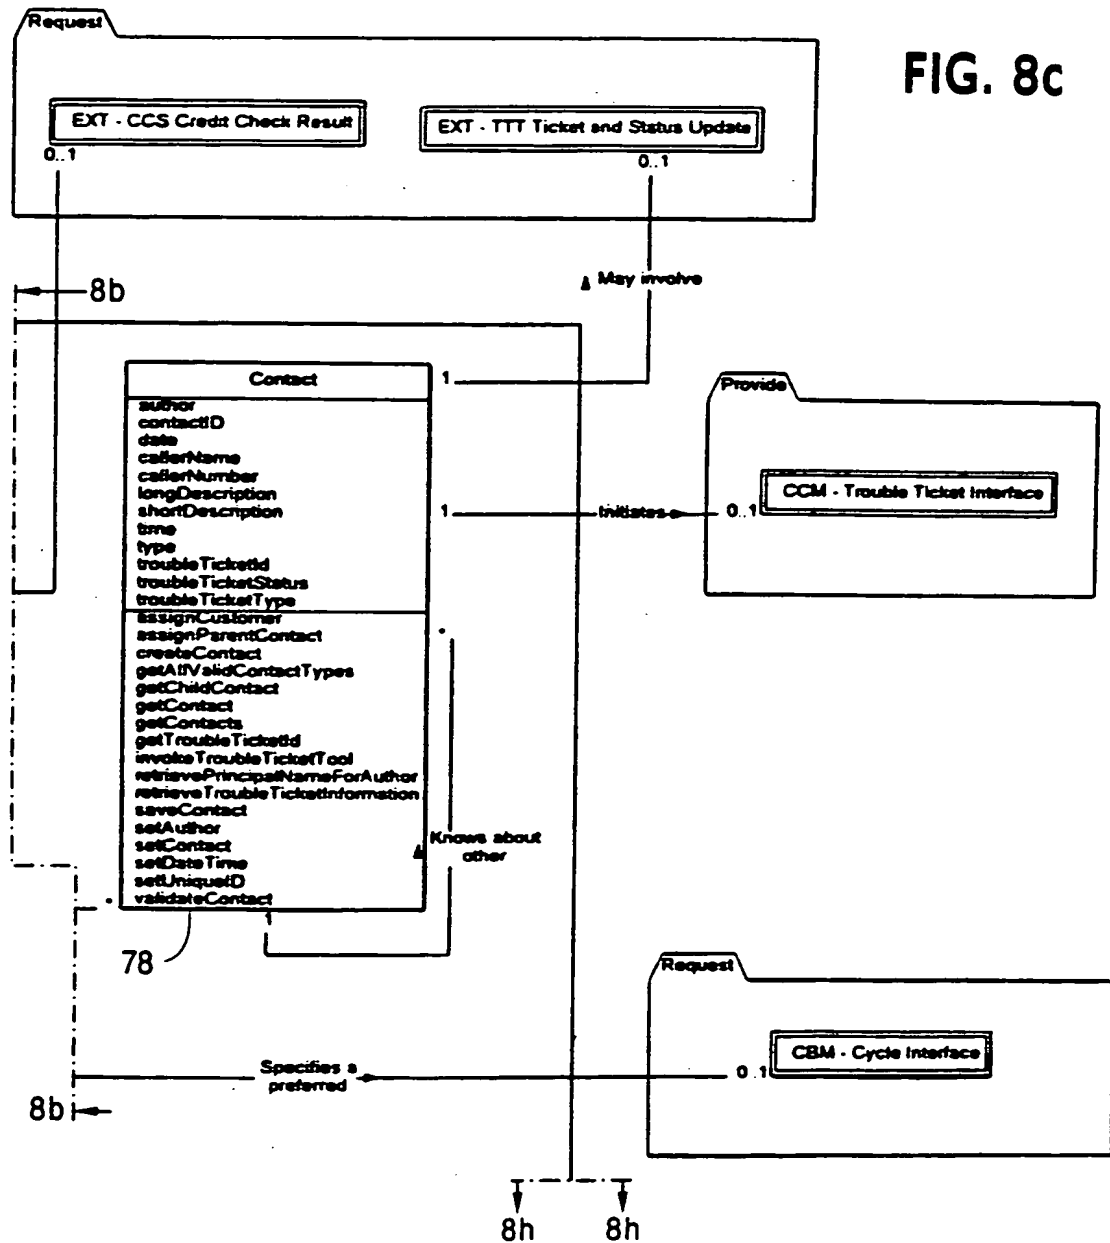 Request
FIG. 8c
EXT - CCS Credit Check Result
EXT - TTT Ticket and Status Update
0..1
0..1
May involve
8b
Contact
1
author
contactID
date
callerName
callerNumber
longDescription
shortDescription
time
type
troubleTicketId
troubleTicketStatus
troubleTicketType
Provide
CCM - Trouble Ticket Interface
1
Initiates
0..1
assignCustomer
assignParentContact
createContact
getAllValidContactTypes
getChildContact
getContact
getContacts
getTroubleTicketId
invokeTroubleTicketTool
retrievePrincipalNameForAuthor
retrieveTroubleTicketInformation
saveContact
setAuthor
setContact
setDateTime
setUniqueID
validateContact
*
Knows about
other
*
1
78
Request
CBM - Cycle Interface
0..1
Specifies a
preferred
8b
8h
8h